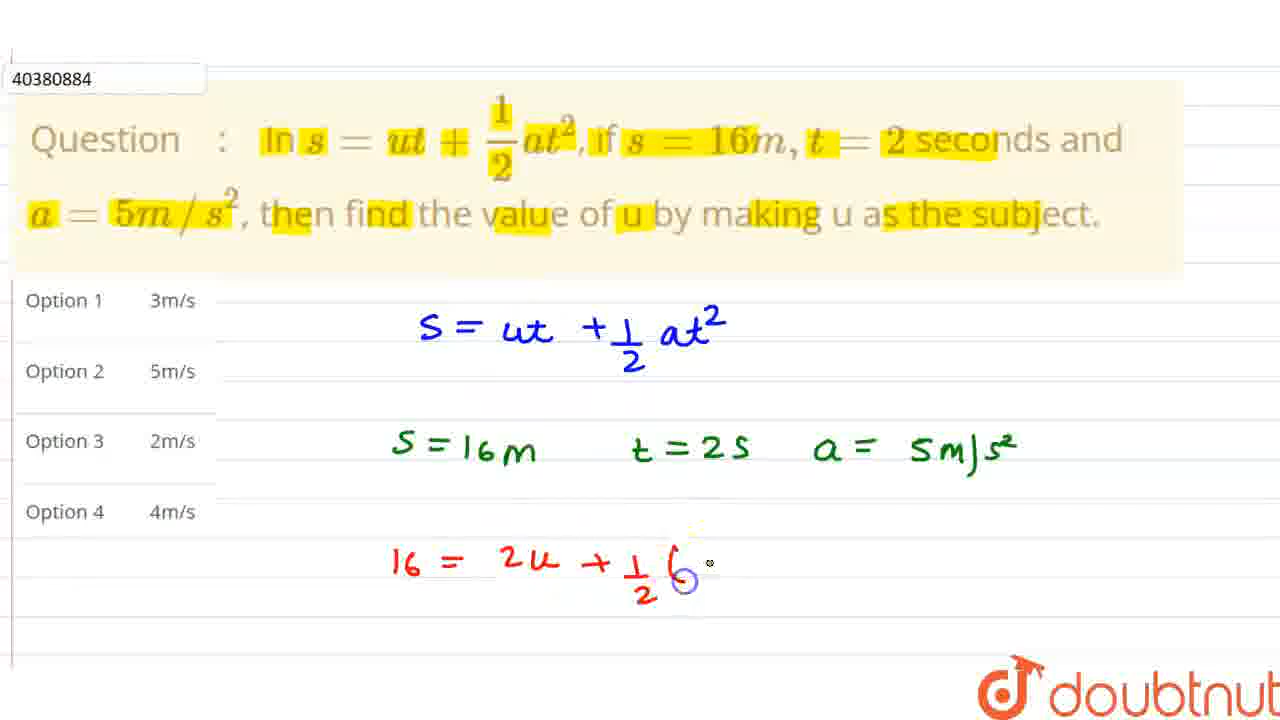 40380884
Question : In s = ut + 1/2 at², if s = 16m, t = 2 seconds and
a = 5m/s², then find the value of u by making u as the subject.
Option 1 3m/s
S = ut + 1/2 at²
Option 2 5m/s
Option 3 2m/s
S = 16m t = 2s a = 5m/s²
Option 4 4m/s
16 = 2u + 1/2 (
doubtnut